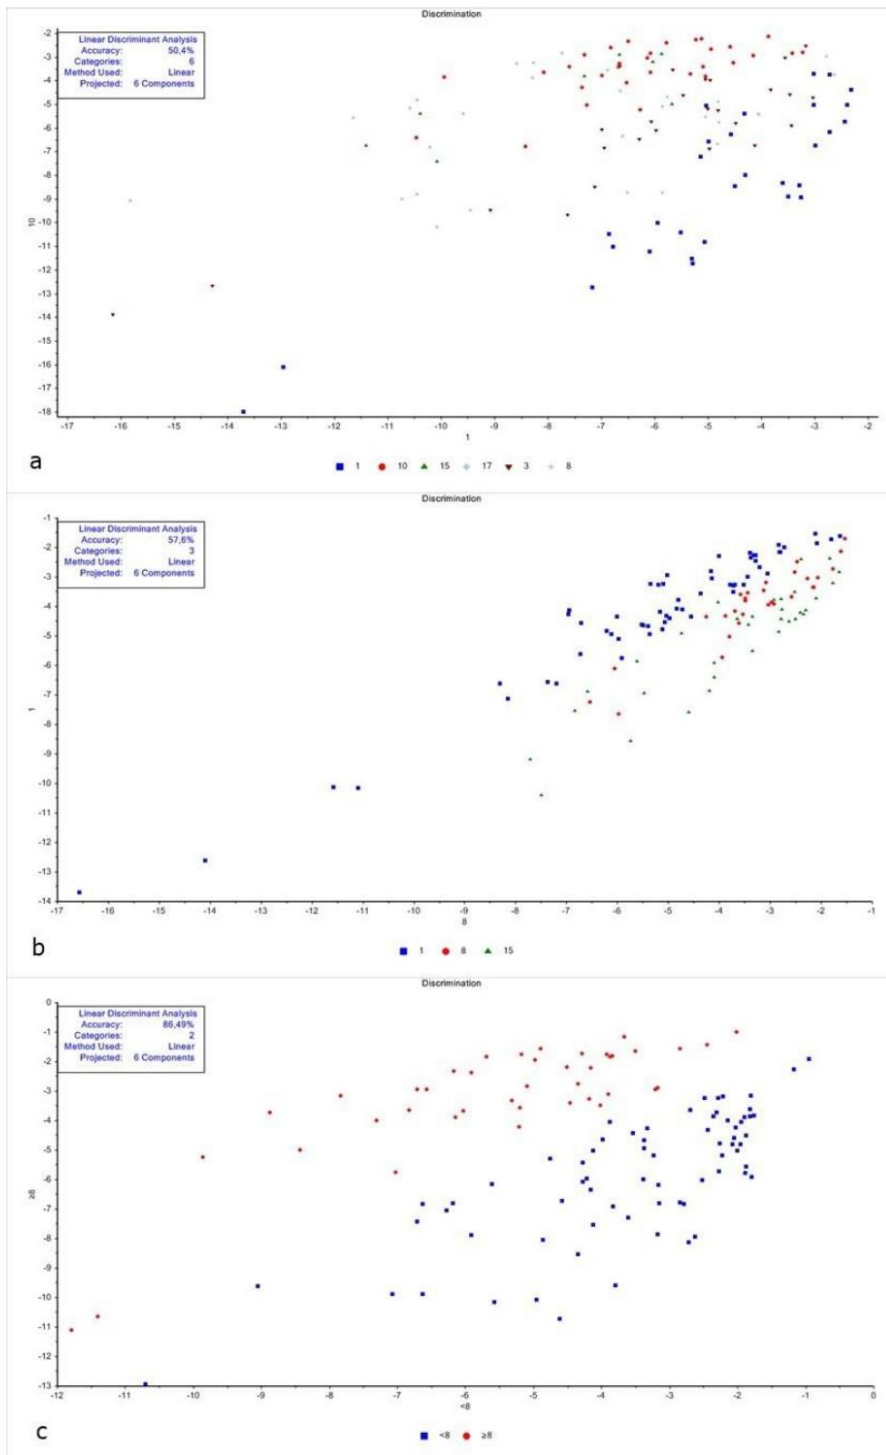 Discrimination
Linear Discriminant Analysis
Accuracy: 50,4%
Categories: 6
Method Used: Linear
Projected: 6 Components
-2
-3
-4
-5
-6
-7
-8
-9
10
-10
-11
-12
-13
-14
-15
-16
-17
-18
-17 -16 -15 -14 -13 -12 -11 -10 -9 -8 -7 -6 -5 -4 -3 -2
1
a
1 10 15 17 3 8
Discrimination
Linear Discriminant Analysis
Accuracy: 57,6%
Categories: 3
Method Used: Linear
Projected: 6 Components
-1
-2
-3
-4
-5
-6
-7
1
-8
-9
-10
-11
-12
-13
-14
-17 -16 -15 -14 -13 -12 -11 -10 -9 -8 -7 -6 -5 -4 -3 -2 -1
8
b
1 8 15
Discrimination
Linear Discriminant Analysis
Accuracy: 86,49%
Categories: 2
Method Used: Linear
Projected: 6 Components
0
-1
-2
-3
-4
-5
-6
≥8
-7
-8
-9
-10
-11
-12
-13
-12 -11 -10 -9 -8 -7 -6 -5 -4 -3 -2 -1 0
<8
c
<8 ≥8